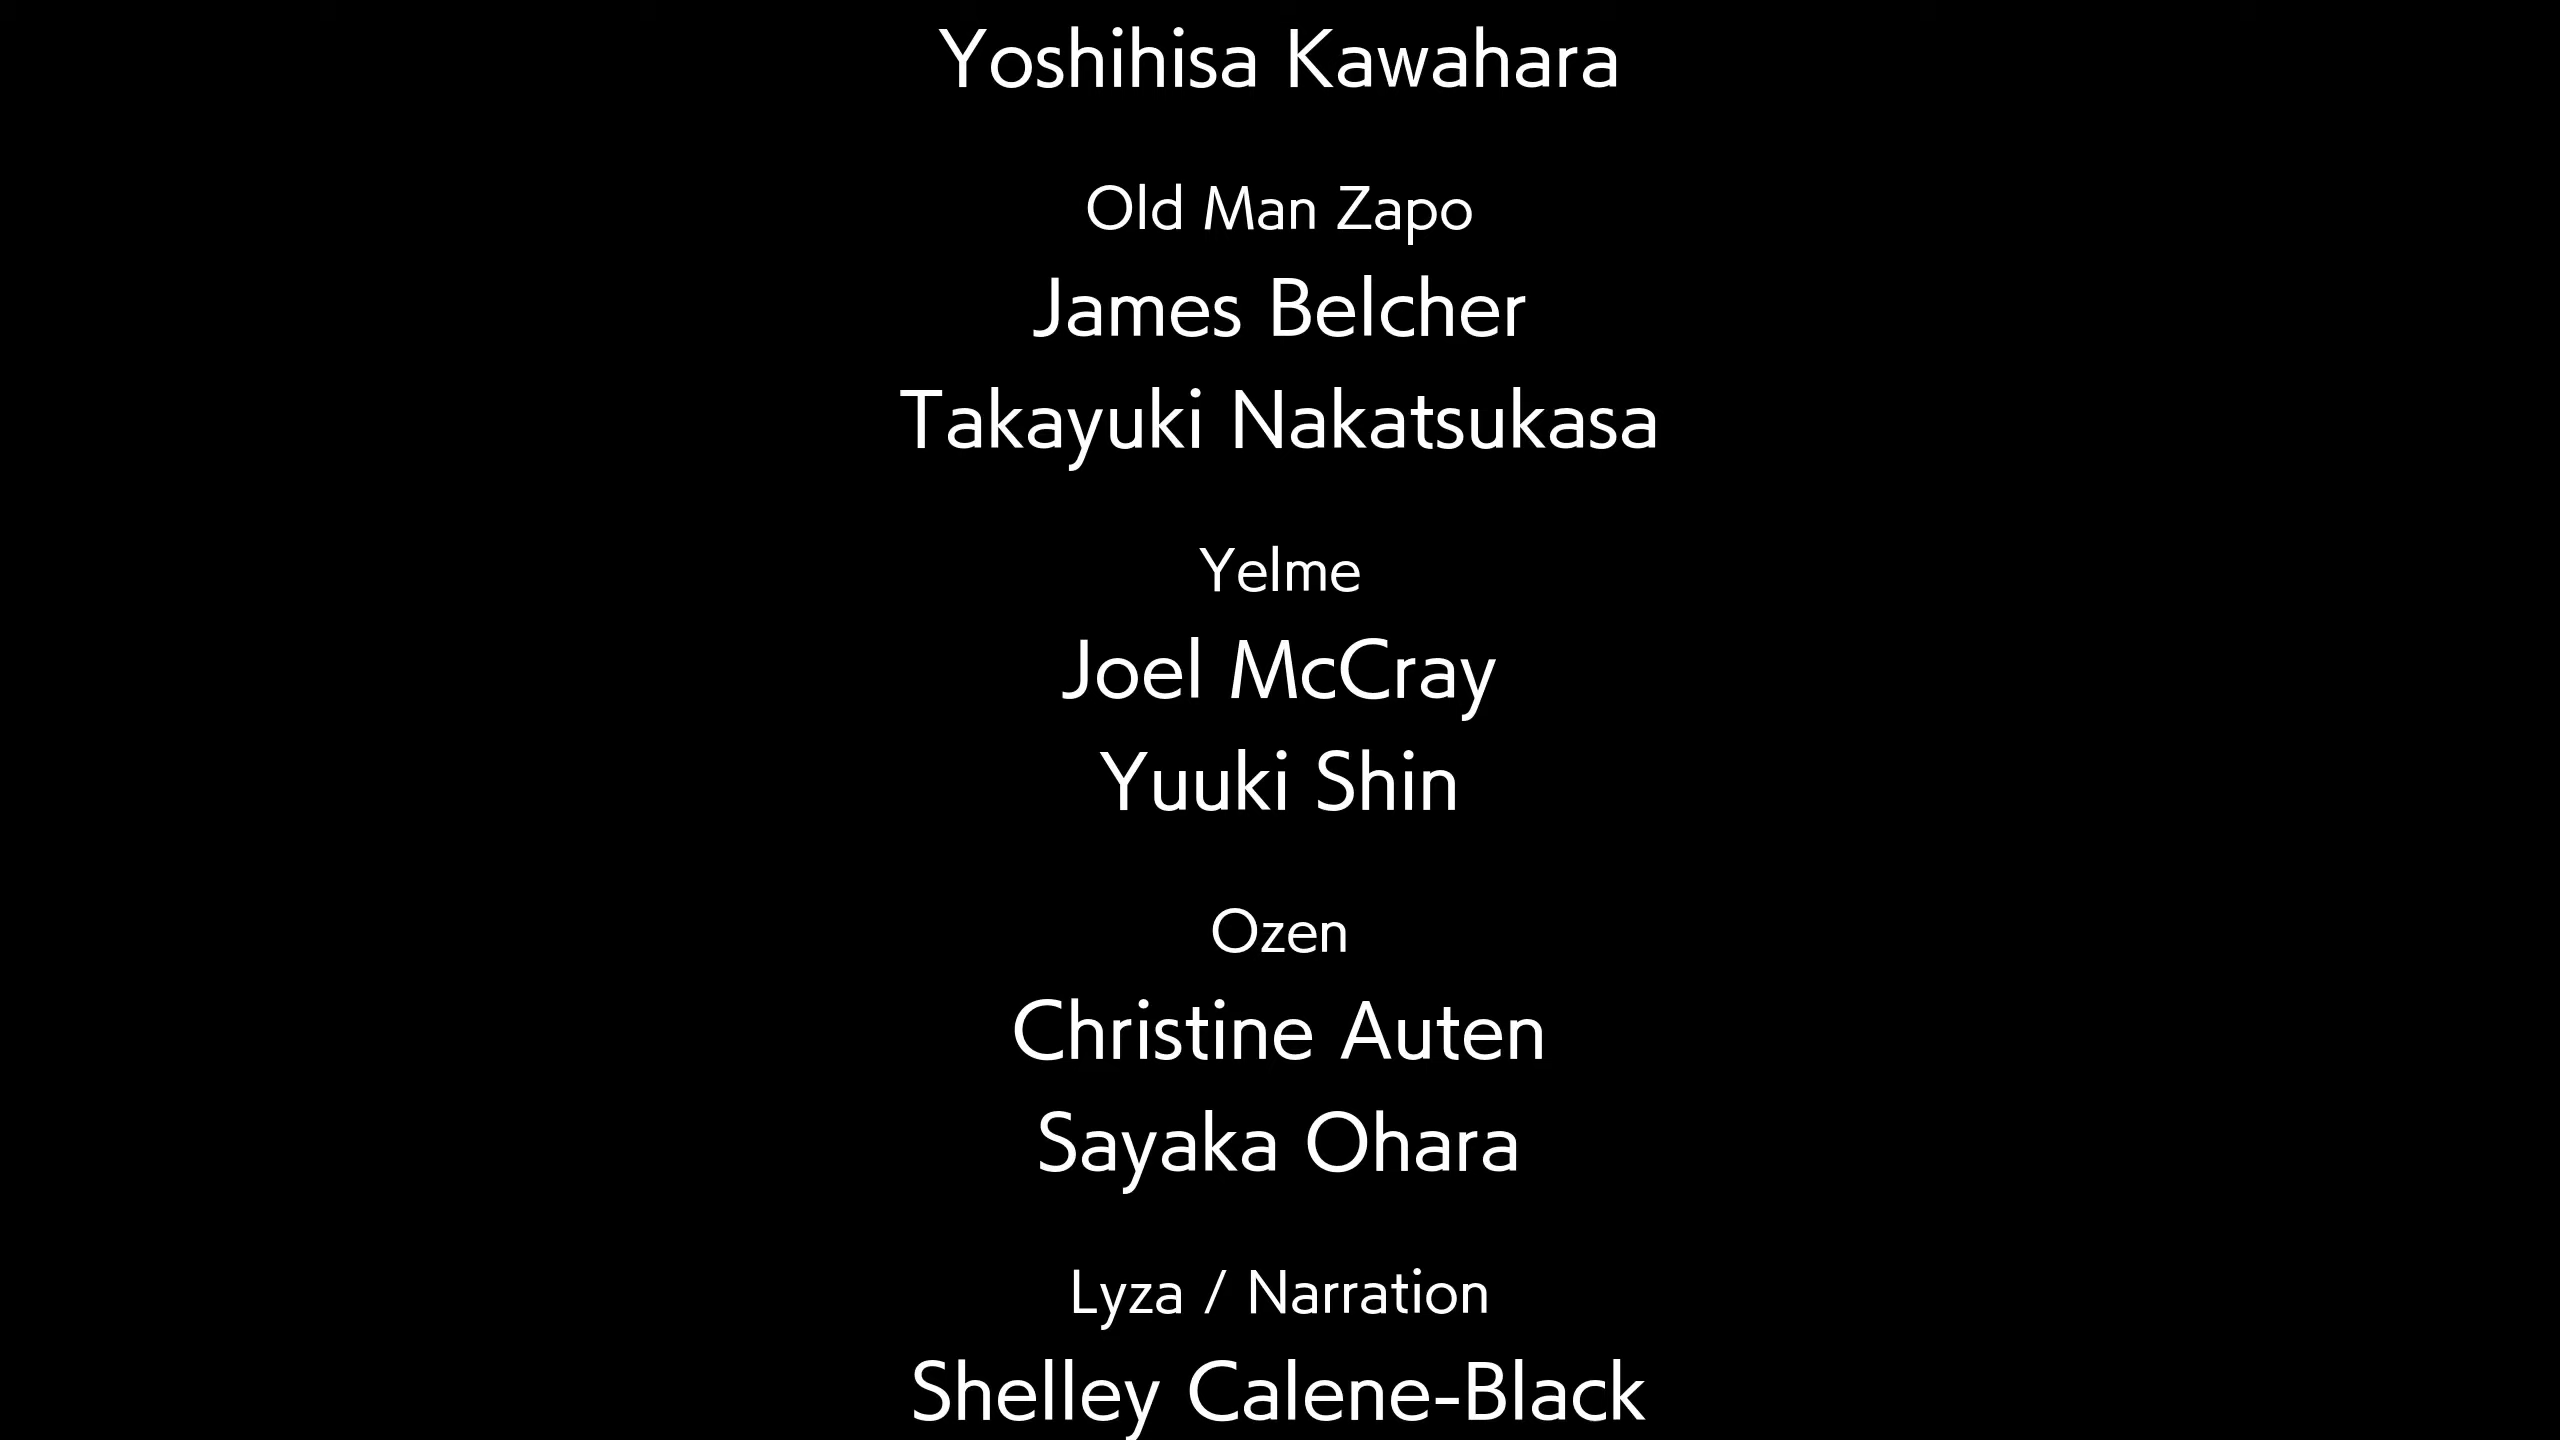 Yoshihisa Kawahara
Old Man Zapo
James Belcher
Takayuki Nakatsukasa
Yelme
Joel McCray
Yuuki Shin
Ozen
Christine Auten
Sayaka Ohara
Lyza / Narration
Shelley Calene-Black